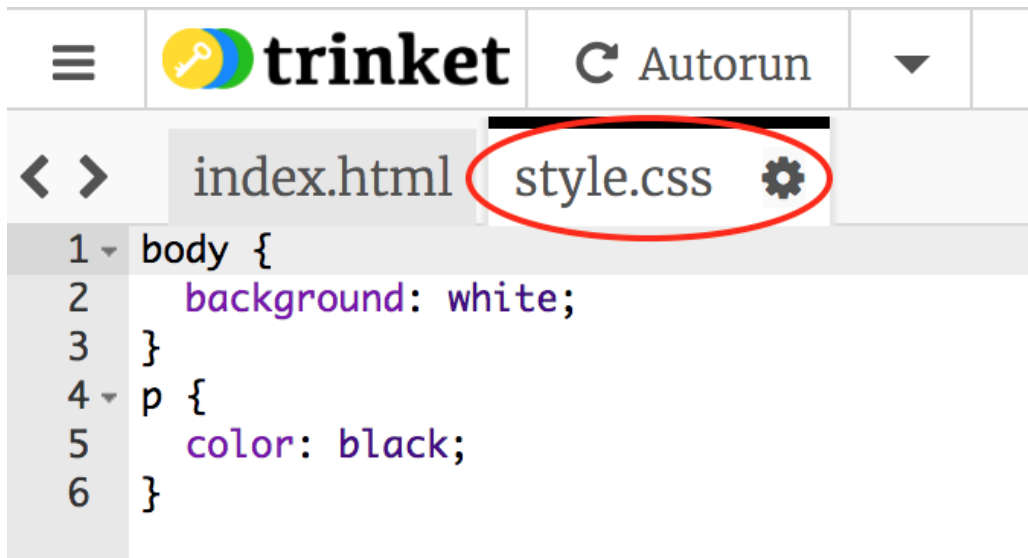 trinket Autorun
index.html style.css
1 body {
2   background: white;
3 }
4 p {
5   color: black;
6 }